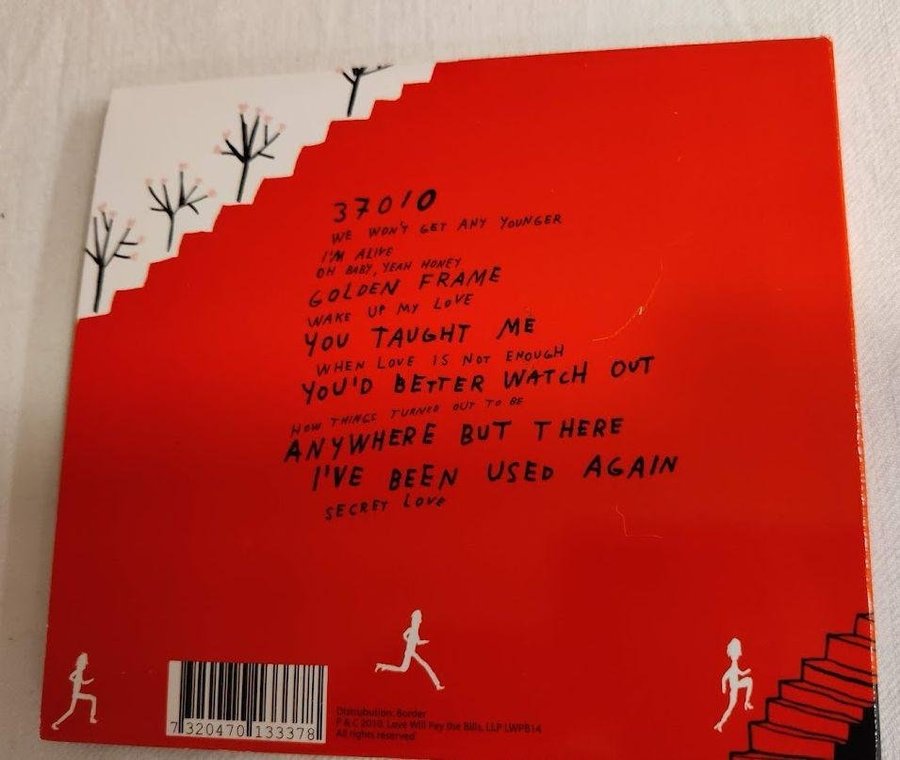 37010
WE WON'T GET ANY YOUNGER
I'M ALIVE
OH BABY, YEAH HONEY
GOLDEN FRAME
WAKE UP MY LOVE
YOU TAUGHT ME
WHEN LOVE IS NOT ENOUGH
YOU'D BETTER WATCH OUT
HOW THINGS TURNED OUT TO BE
ANYWHERE BUT THERE
I'VE BEEN USED AGAIN
SECRET LOVE
7 320470 133378
Distrubution: Border
P & C 2010, Love Will Pay the Bills, LLP LWPB14
All rights reserved